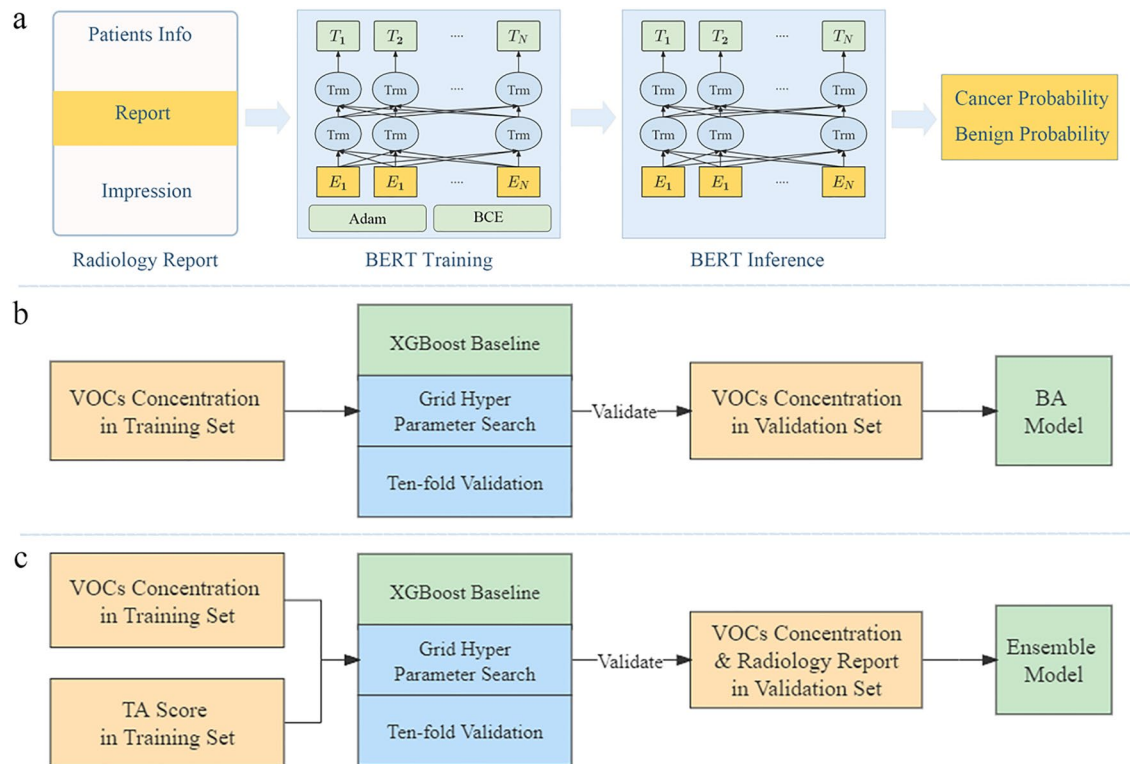 a
Patients Info
Report
Impression
Radiology Report
T1 T2 .... TN
Trm Trm .... Trm
Trm Trm .... Trm
E1 E1 .... EN
Adam BCE
BERT Training
T1 T2 .... TN
Trm Trm ... Trm
Trm Trm ... Trm
E1 E1 .... EN
BERT Inference
Cancer Probability
Benign Probability
b
VOCs Concentration
in Training Set
XGBoost Baseline
Grid Hyper
Parameter Search
Ten-fold Validation
Validate
VOCs Concentration
in Validation Set
BA
Model
c
VOCs Concentration
in Training Set
TA Score
in Training Set
XGBoost Baseline
Grid Hyper
Parameter Search
Ten-fold Validation
Validate
VOCs Concentration
& Radiology Report
in Validation Set
Ensemble
Model